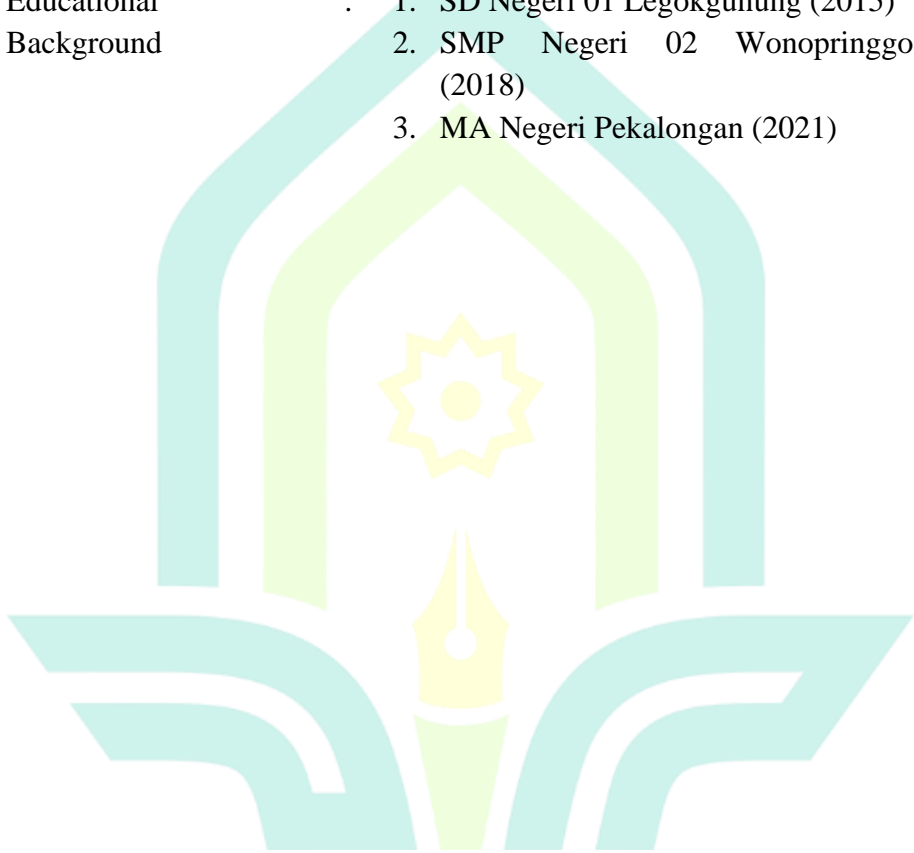 Educational : 1. SD Negeri 01 Legokgunung (2015)
Background 2. SMP Negeri 02 Wonopringgo
(2018)
3. MA Negeri Pekalongan (2021)